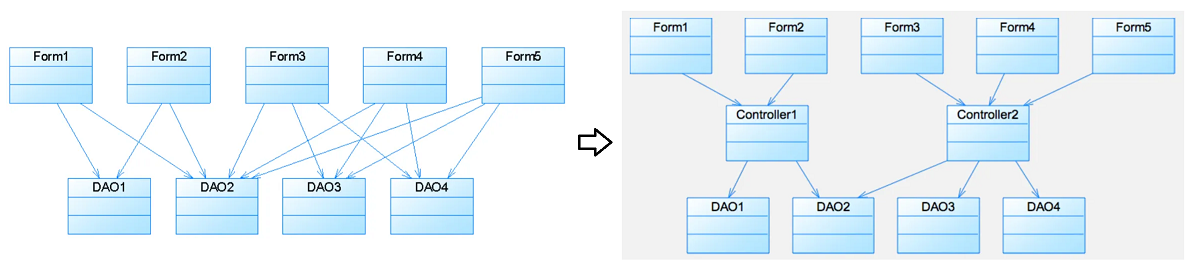 Form1 Form2 Form3 Form4 Form5
DAO1 DAO2 DAO3 DAO4
Form1 Form2 Form3 Form4 Form5
Controller1 Controller2
DAO1 DAO2 DAO3 DAO4